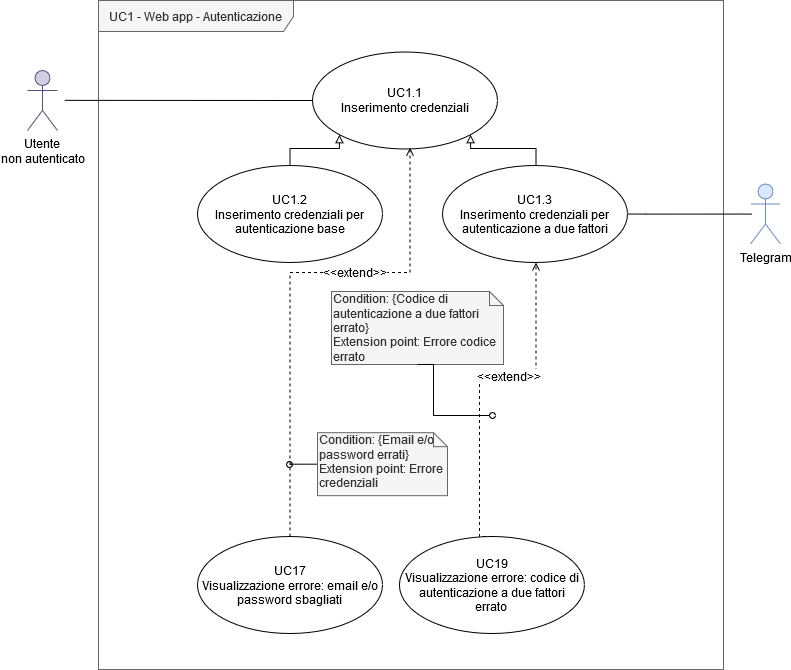 UC1 - Web app - Autenticazione
UC1.1
Inserimento credenziali
Utente
non autenticato
UC1.2
Inserimento credenziali per
autenticazione base
UC1.3
Inserimento credenziali per
autenticazione a due fattori
Telegram
<<extend>>
Condition: {Codice di
autenticazione a due fattori
errato}
Extension point: Errore codice
errato
<<extend>>
Condition: {Email e/o
password errati}
Extension point: Errore
credenziali
UC17
Visualizzazione errore: email e/o
password sbagliati
UC19
Visualizzazione errore: codice di
autenticazione a due fattori
errato